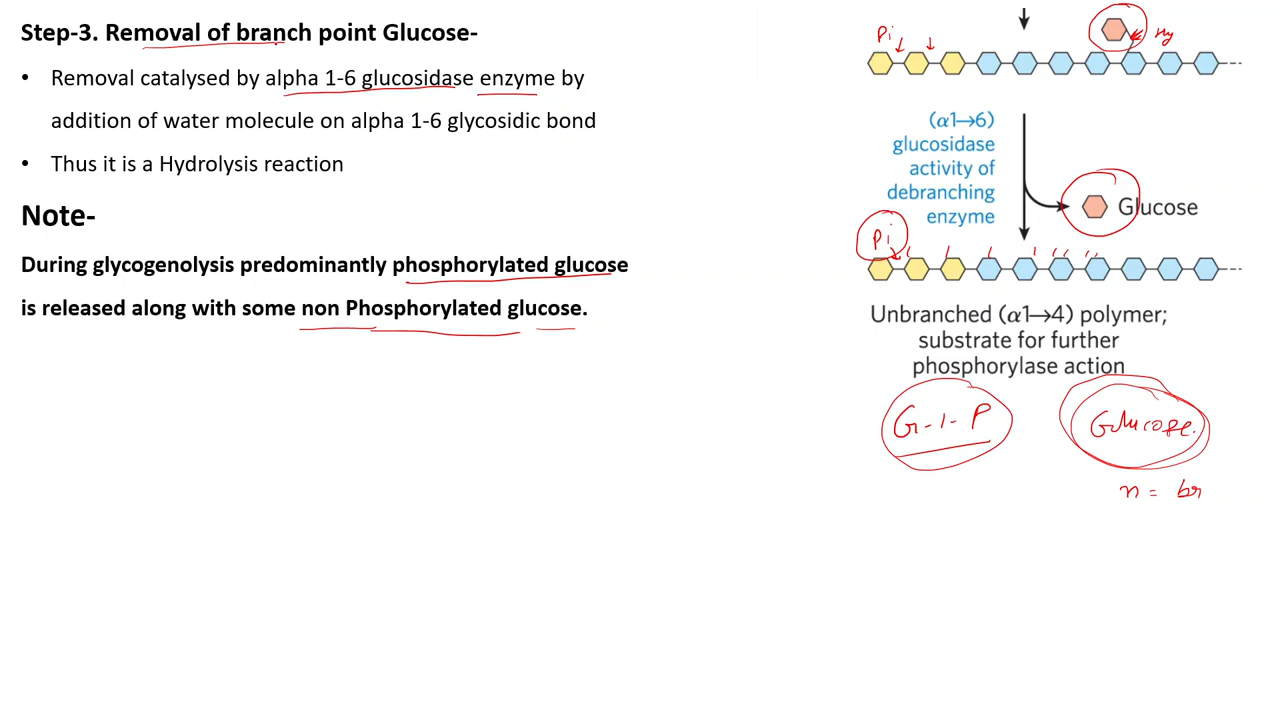 Step-3. Removal of branch point Glucose-
• Removal catalysed by alpha 1-6 glucosidase enzyme by
addition of water molecule on alpha 1-6 glycosidic bond
• Thus it is a Hydrolysis reaction
Note-
During glycogenolysis predominantly phosphorylated glucose
is released along with some non Phosphorylated glucose.
Pi
Hy
(α1→6)
glucosidase
activity of
debranching
enzyme
Glucose
Pi
Unbranched (α1→4) polymer;
substrate for further
phosphorylase action
G-1-P
Glucose.
n = br